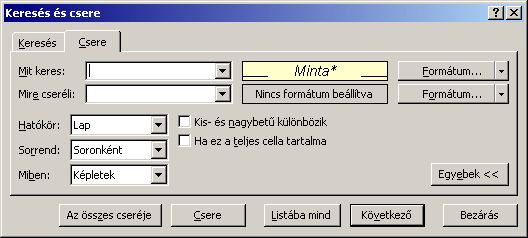 Keresés és csere
Keresés Csere
Mit keres: Minta* Formátum...
Mire cseréli: Nincs formátum beállítva Formátum...
Hatókör: Lap Kis- és nagybetű különbözik
Sorrend: Soronként Ha ez a teljes cella tartalma
Miben: Képletek Egyebek <<
Az összes cseréje Csere Listába mind Következő Bezárás